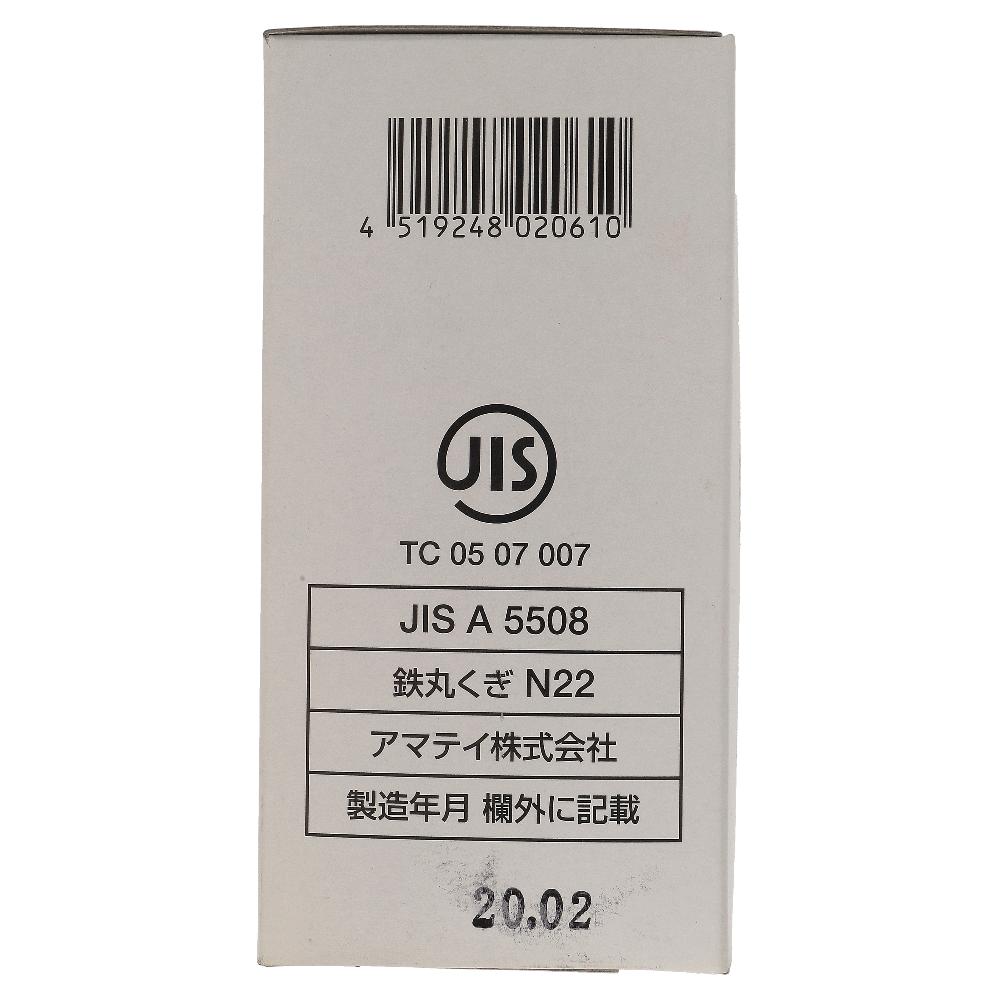 4 519248 020610
JIS
TC 05 07 007
JIS A 5508
鉄丸くぎ N22
アマテイ株式会社
製造年月 欄外に記載
20.02